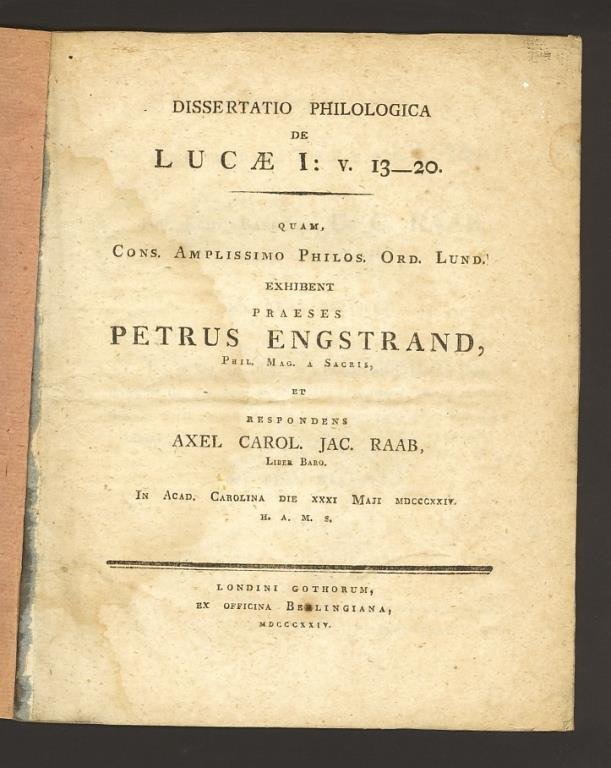 DISSERTATIO PHILOLOGICA
DE
LUCÆ I: v. 13—20.
QUAM,
Cons. Amplissimo Philos. Ord. Lund.
EXHIBENT
PRAESES
PETRUS ENGSTRAND,
Phil. Mag. a Sacris,
ET
RESPONDENS
AXEL CAROL. JAC. RAAB,
Liber Baro.
In Acad. Carolina die xxxi Maji mdcccxxiv.
H. A. M. S.
LONDINI GOTHORUM,
EX OFFICINA BERLINGIANA,
MDCCCXXIV.